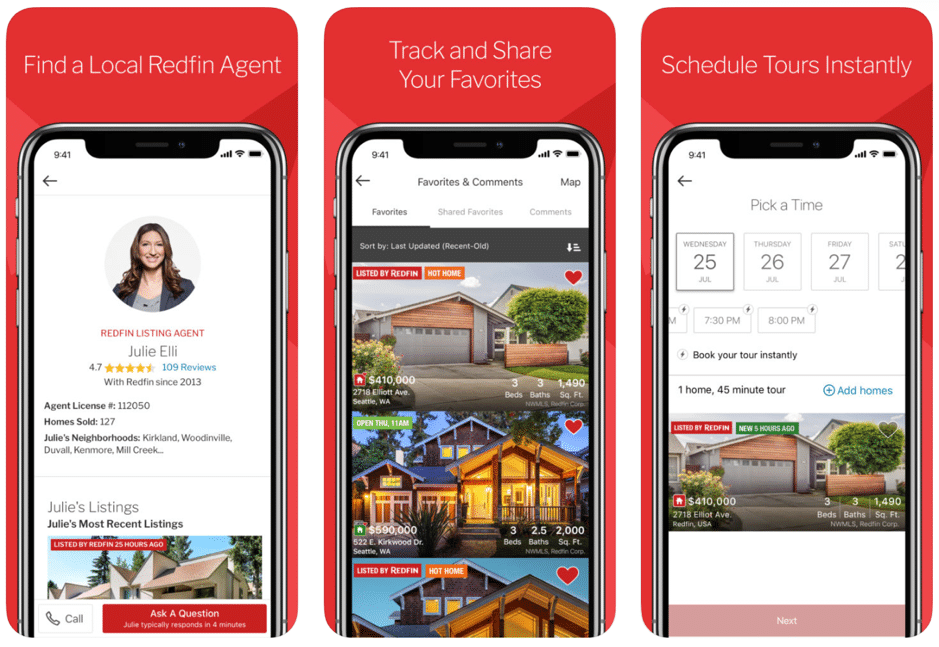 Find a Local Redfin Agent
9:41
REDFIN LISTING AGENT
Julie Elli
4.7 109 Reviews
With Redfin since 2013
Agent License #: 112050
Homes Sold: 127
Julie's Neighborhoods: Kirkland, Woodinville,
Duvall, Kenmore, Mill Creek...
Julie's Listings
Julie's Most Recent Listings
LISTED BY REDFIN 25 HOURS AGO
Call
Ask A Question
Julie typically responds in 4 minutes
Track and Share
Your Favorites
9:41
Favorites & Comments Map
Favorites Shared Favorites Comments
Sort by: Last Updated (Recent-Old)
LISTED BY REDFIN HOT HOME
$410,000 3 3 1,490
2718 Elliott Ave. Beds Baths Sq. Ft.
Seattle, WA NWMLS, Redfin Corp.
OPEN THU, 11AM
$590,000 3 2.5 2,000
522 E. Kirkwood Dr. Beds Baths Sq. Ft.
Seattle, WA NWMLS, Redfin Corp.
LISTED BY REDFIN HOT HOME
Schedule Tours Instantly
9:41
Pick a Time
WEDNESDAY THURSDAY FRIDAY SATU
25 26 27 2
JUL JUL JUL
M 7:30 PM 8:00 PM
Book your tour instantly
1 home, 45 minute tour Add homes
LISTED BY REDFIN NEW 5 HOURS AGO
$410,000 3 3 1,490
2718 Elliot Ave. Beds Baths Sq. Ft.
Redfin, USA NWMLS, Redfin Corp.
Next